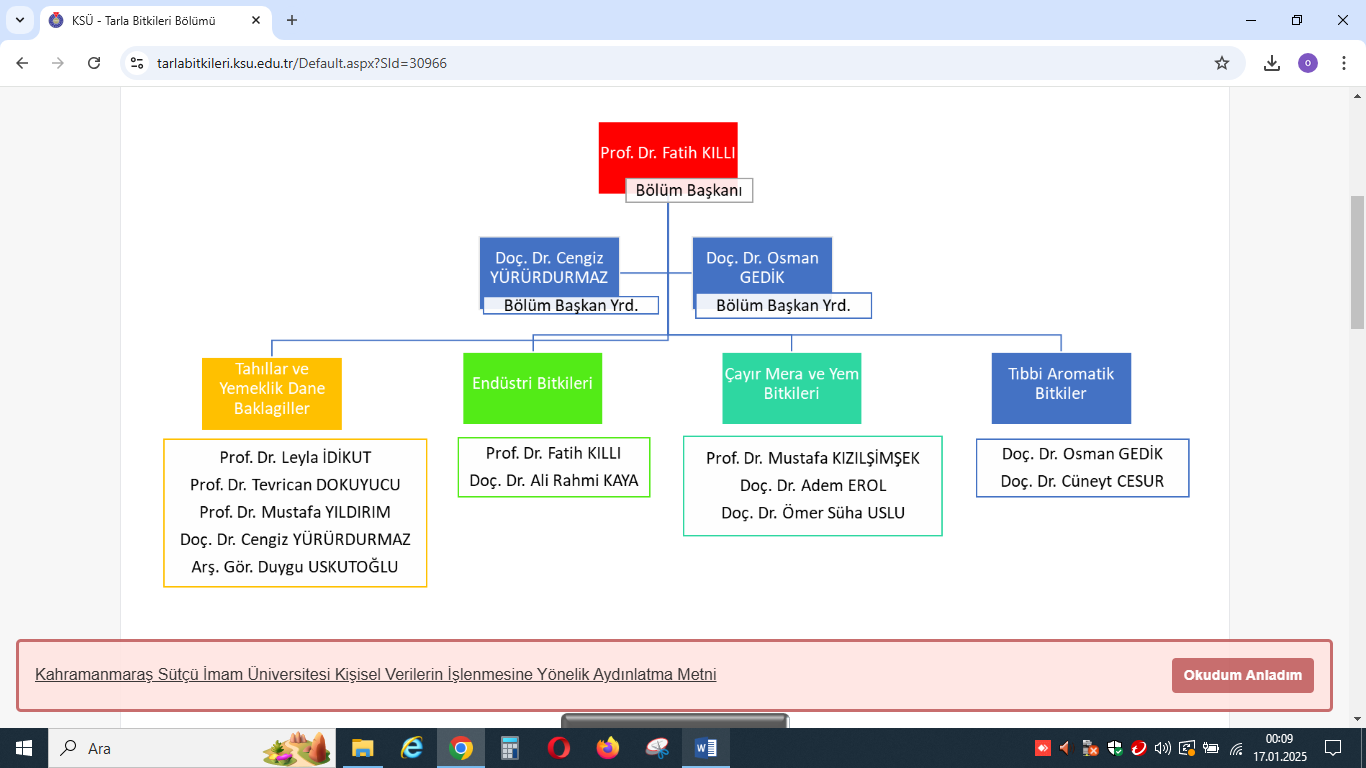 KSÜ - Tarla Bitkileri Bölümü
tarlabitkileri.ksu.edu.tr/Default.aspx?SId=30966
o
Prof. Dr. Fatih KILLI
Bölüm Başkanı
Doç. Dr. Cengiz
YÜRÜRDURMAZ
Bölüm Başkan Yrd.
Doç. Dr. Osman
GEDİK
Bölüm Başkan Yrd.
Tahıllar ve
Yemeklik Dane
Baklagiller
Prof. Dr. Leyla İDİKUT
Prof. Dr. Tevrican DOKUYUCU
Prof. Dr. Mustafa YILDIRIM
Doç. Dr. Cengiz YÜRÜRDURMAZ
Arş. Gör. Duygu USKUTOĞLU
Endüstri Bitkileri
Prof. Dr. Fatih KILLI
Doç. Dr. Ali Rahmi KAYA
Çayır Mera ve Yem
Bitkileri
Prof. Dr. Mustafa KIZILŞİMŞEK
Doç. Dr. Adem EROL
Doç. Dr. Ömer Süha USLU
Tıbbi Aromatik
Bitkiler
Doç. Dr. Osman GEDİK
Doç. Dr. Cüneyt CESUR
Kahramanmaraş Sütçü İmam Üniversitesi Kişisel Verilerin İşlenmesine Yönelik Aydınlatma Metni
Okudum Anladım
Ara
00:09
17.01.2025